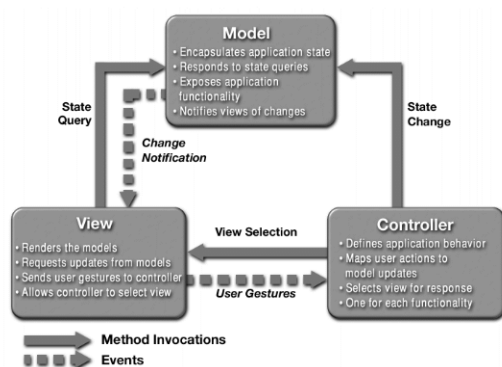 Model
• Encapsulates application state
• Responds to state queries
• Exposes application
functionality
• Notifies views of changes
State
Query
Change
Notification
State
Change
View
• Renders the models
• Requests updates from models
• Sends user gestures to controller
• Allows controller to select view
View Selection
User Gestures
Controller
• Defines application behavior
• Maps user actions to
model updates
• Selects view for response
• One for each functionality
Method Invocations
Events